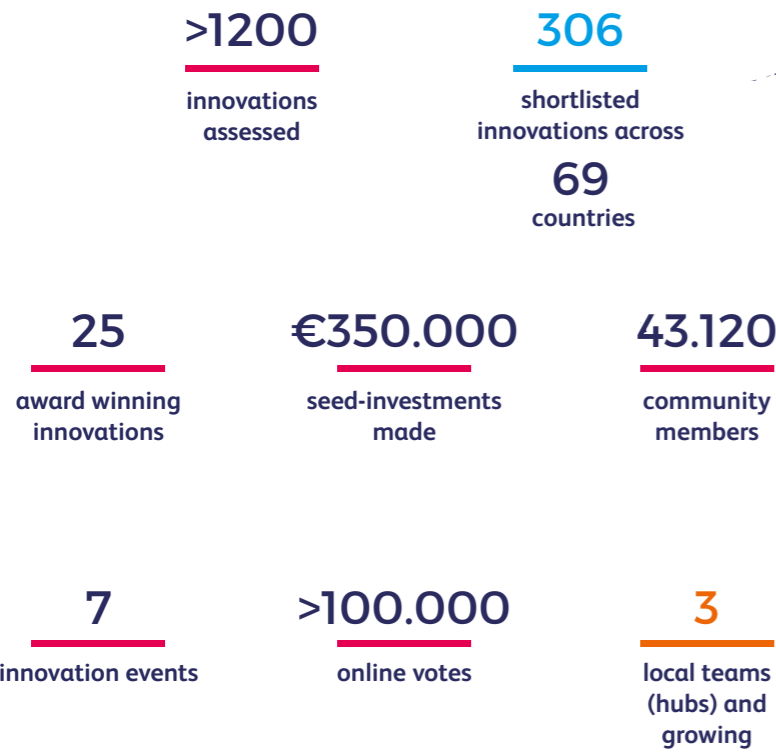 >1200
innovations
assessed
306
shortlisted
innovations across
69
countries
25
award winning
innovations
€350.000
seed-investments
made
43.120
community
members
7
innovation events
>100.000
online votes
3
local teams
(hubs) and
growing